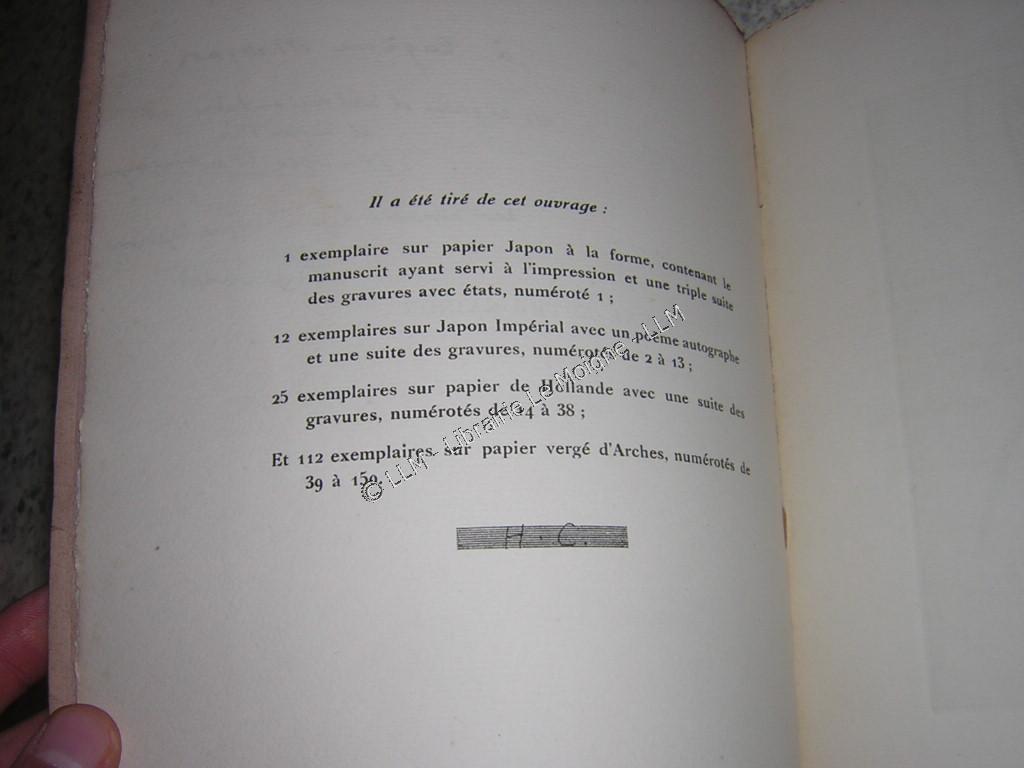 Il a été tiré de cet ouvrage :
1 exemplaire sur papier Japon à la forme, contenant le
manuscrit ayant servi à l'impression et une triple suite
des gravures avec états, numéroté 1 ;
12 exemplaires sur Japon Impérial avec un poème autographe
et une suite des gravures, numérotés de 2 à 13 ;
25 exemplaires sur papier de Hollande avec une suite des
gravures, numérotés de 14 à 38 ;
Et 112 exemplaires sur papier vergé d'Arches, numérotés de
39 à 150.
H. C.
© LLM - Librairie Le Moigne - LLM